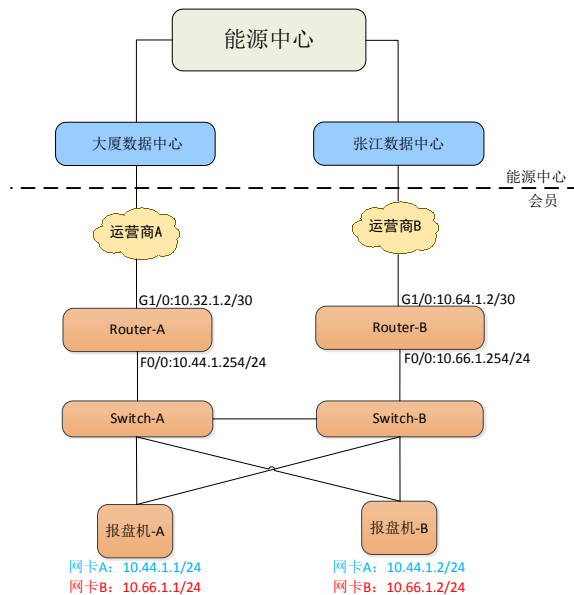 能源中心
大厦数据中心
张江数据中心
能源中心
会员
运营商A
运营商B
G1/0:10.32.1.2/30
G1/0:10.64.1.2/30
Router-A
Router-B
F0/0:10.44.1.254/24
F0/0:10.66.1.254/24
Switch-A
Switch-B
报盘机-A
报盘机-B
网卡A：10.44.1.1/24
网卡B：10.66.1.1/24
网卡A：10.44.1.2/24
网卡B：10.66.1.2/24